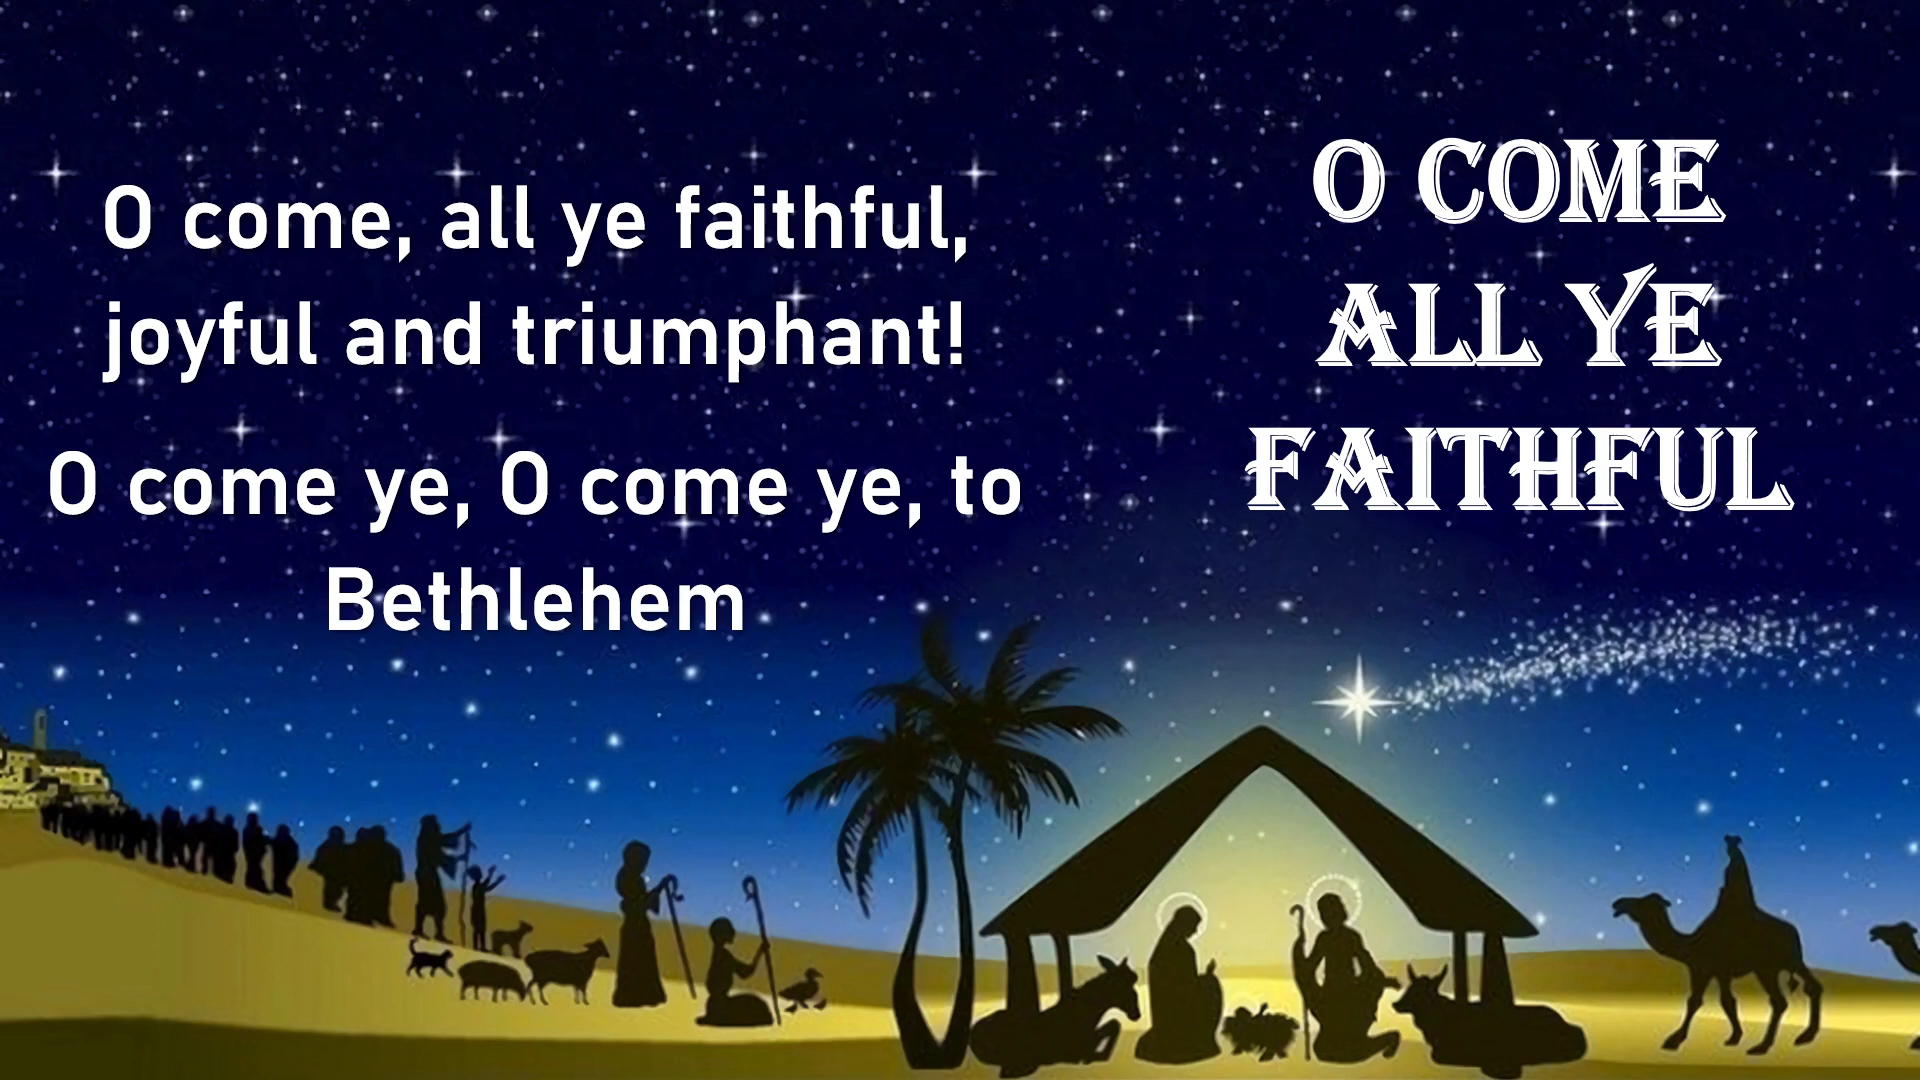 O come, all ye faithful,
joyful and triumphant!
O come ye, O come ye, to
Bethlehem
O COME
ALL YE
FAITHFUL